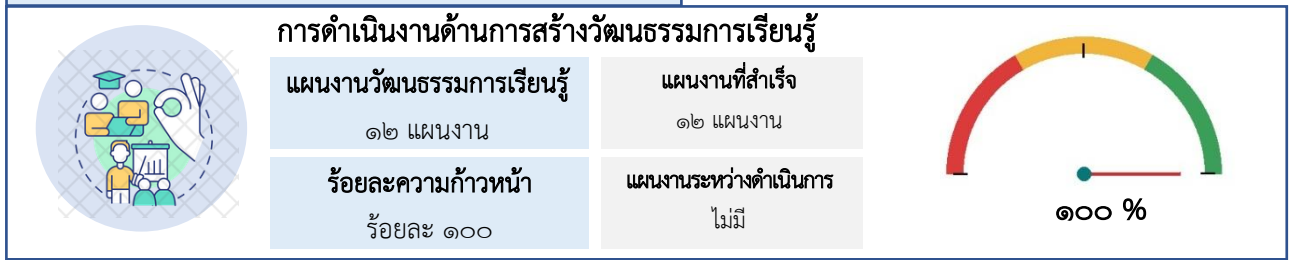 การดำเนินงานด้านการสร้างวัฒนธรรมการเรียนรู้
แผนงานวัฒนธรรมการเรียนรู้
๑๒ แผนงาน
แผนงานที่สำเร็จ
๑๒ แผนงาน
ร้อยละความก้าวหน้า
ร้อยละ ๑๐๐
แผนงานระหว่างดำเนินการ
ไม่มี
๑๐๐ %